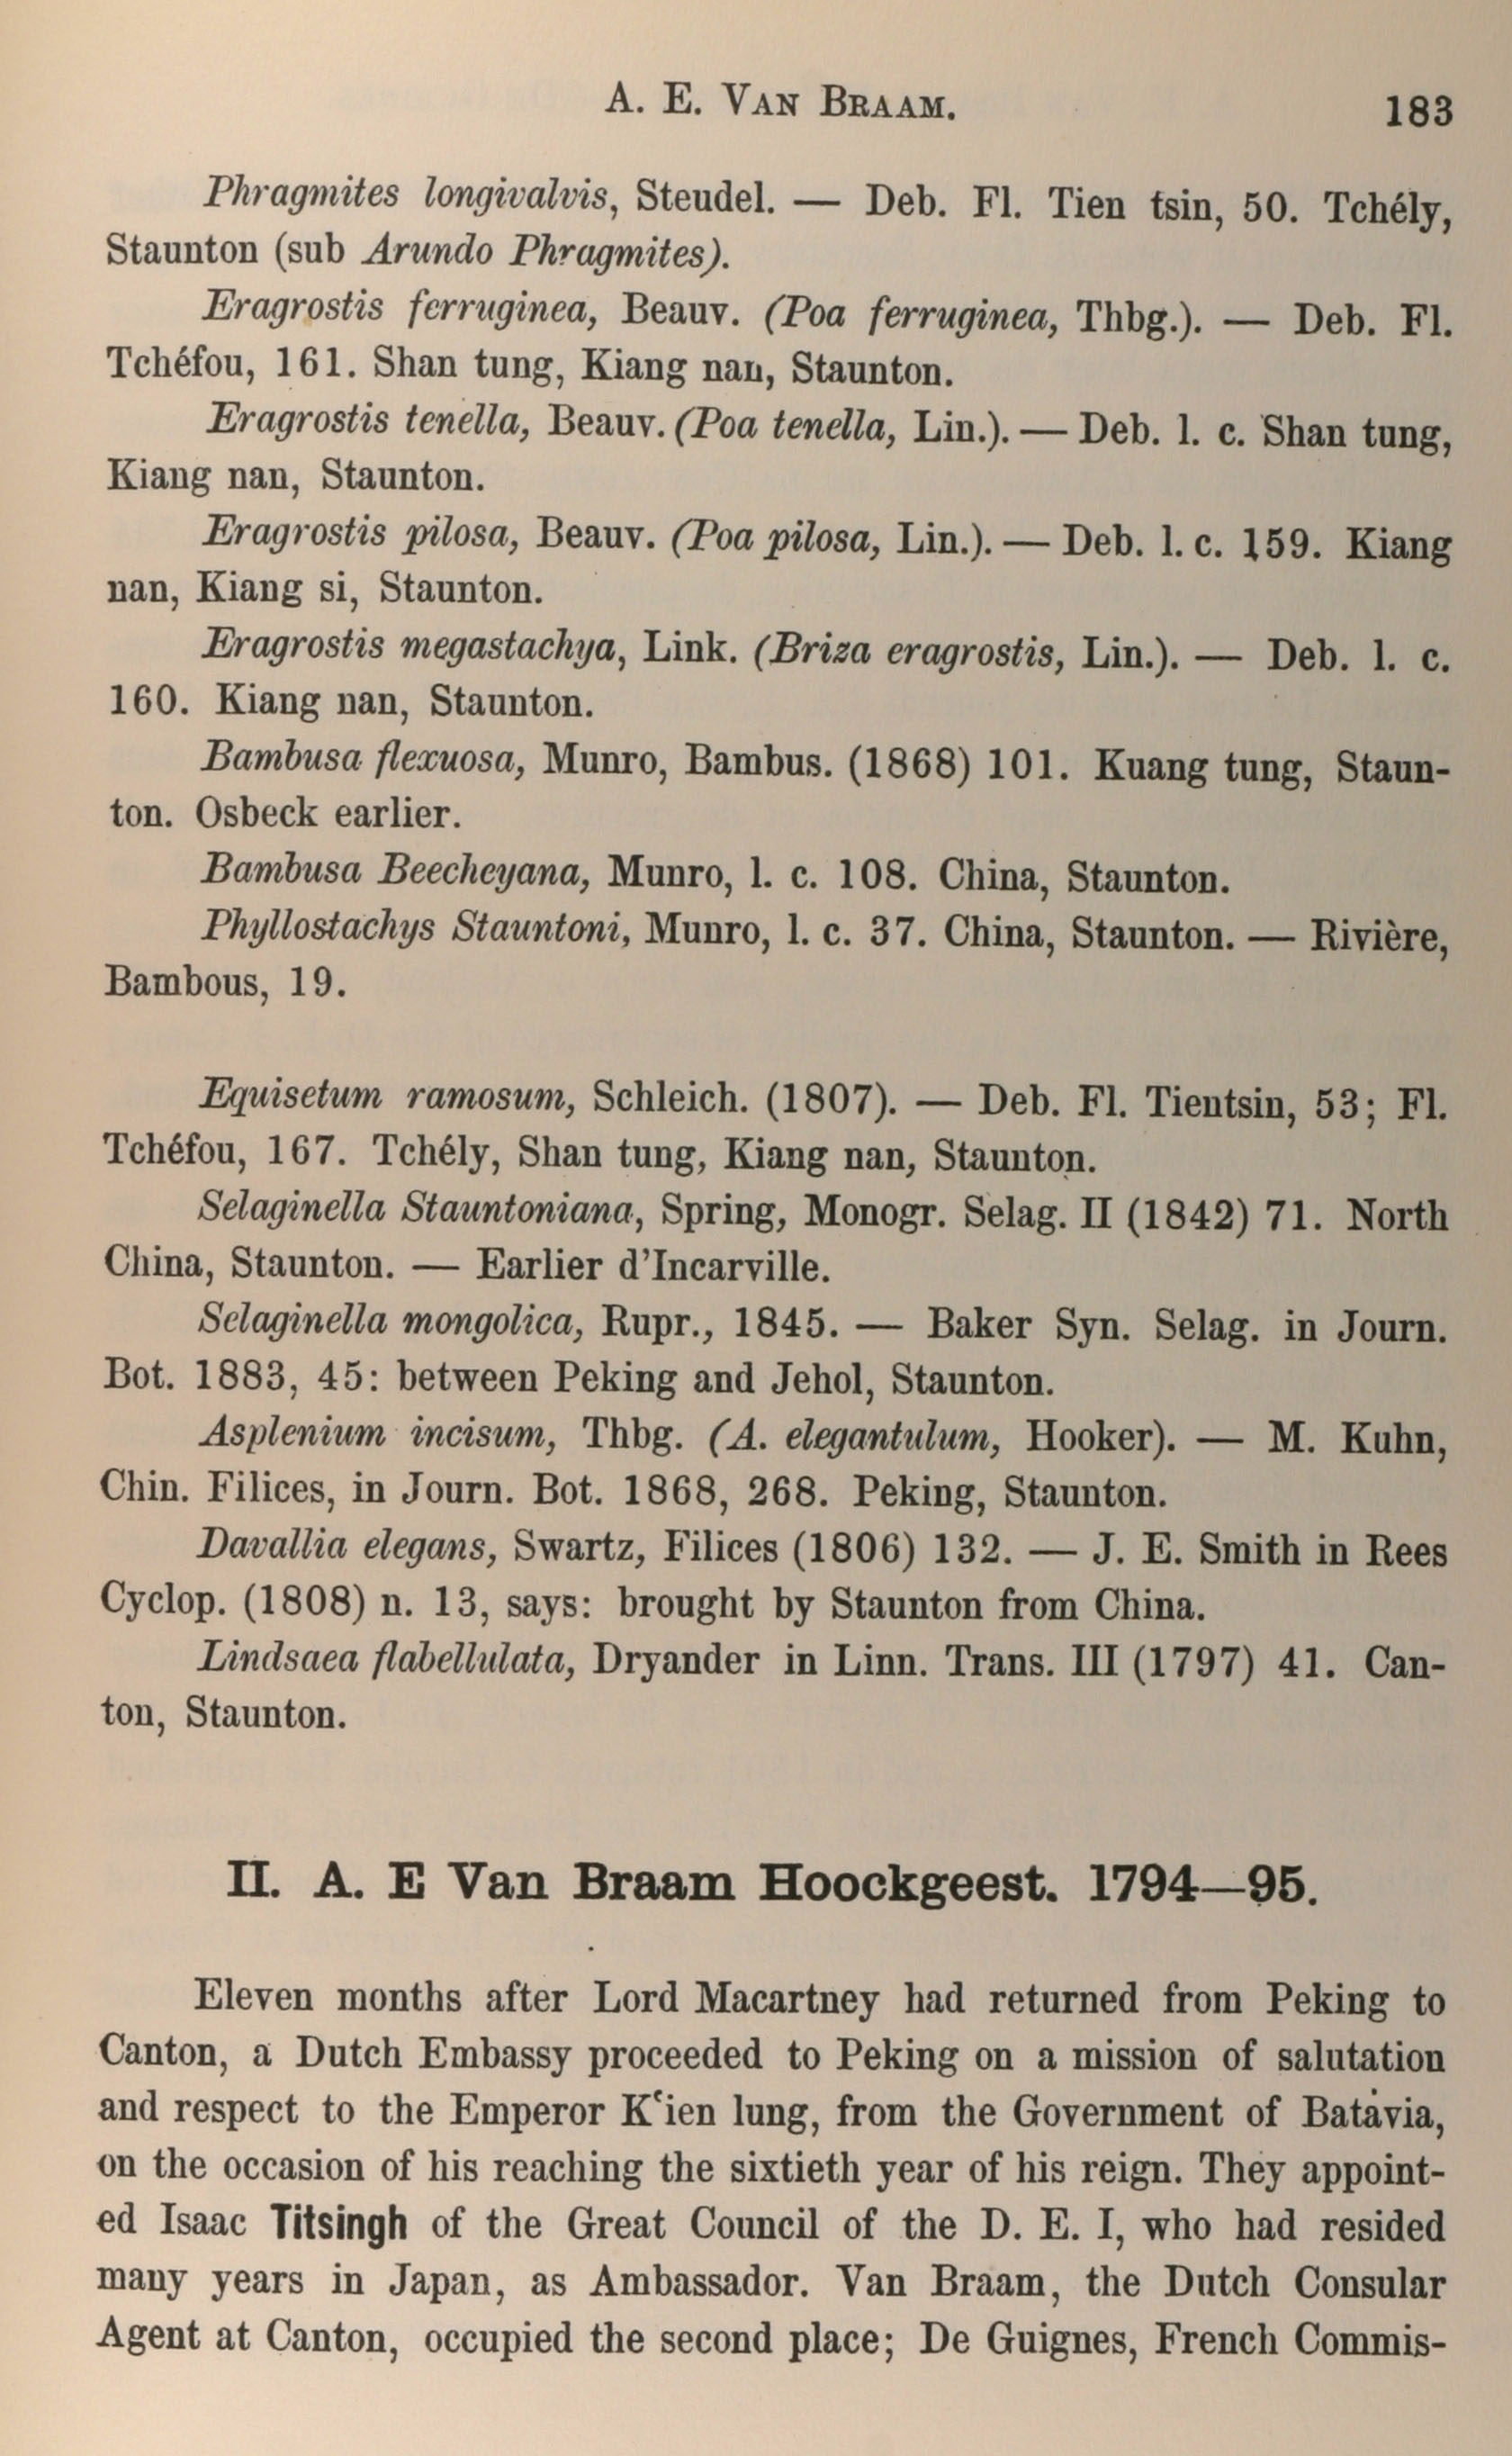 A. E. Van Braam. 183
Phragmites longivalvis, Steudel. — Deb. Fl. Tien tsin, 50. Tchély,
Staunton (sub Arundo Phragmites).
Eragrostis ferruginea, Beauv. (Poa ferruginea, Thbg.). — Deb. Fl.
Tchéfou, 161. Shan tung, Kiang nan, Staunton.
Eragrostis tenella, Beauv. (Poa tenella, Lin.). — Deb. l. c. Shan tung,
Kiang nan, Staunton.
Eragrostis pilosa, Beauv. (Poa pilosa, Lin.). — Deb. l. c. 159. Kiang
nan, Kiang si, Staunton.
Eragrostis megastachya, Link. (Briza eragrostis, Lin.). — Deb. l. c.
160. Kiang nan, Staunton.
Bambusa flexuosa, Munro, Bambus. (1868) 101. Kuang tung, Staun-
ton. Osbeck earlier.
Bambusa Beecheyana, Munro, l. c. 108. China, Staunton.
Phyllostachys Stauntoni, Munro, l. c. 37. China, Staunton. — Rivière,
Bambous, 19.
Equisetum ramosum, Schleich. (1807). — Deb. Fl. Tientsin, 53; Fl.
Tchéfou, 167. Tchély, Shan tung, Kiang nan, Staunton.
Selaginella Stauntoniana, Spring, Monogr. Selag. II (1842) 71. North
China, Staunton. — Earlier d'Incarville.
Selaginella mongolica, Rupr., 1845. — Baker Syn. Selag. in Journ.
Bot. 1883, 45: between Peking and Jehol, Staunton.
Asplenium incisum, Thbg. (A. elegantulum, Hooker). — M. Kuhn,
Chin. Filices, in Journ. Bot. 1868, 268. Peking, Staunton.
Davallia elegans, Swartz, Filices (1806) 132. — J. E. Smith in Rees
Cyclop. (1808) n. 13, says: brought by Staunton from China.
Lindsaea flabellulata, Dryander in Linn. Trans. III (1797) 41. Can-
ton, Staunton.
II. A. E Van Braam Hoockgeest. 1794—95.
Eleven months after Lord Macartney had returned from Peking to
Canton, a Dutch Embassy proceeded to Peking on a mission of salutation
and respect to the Emperor K‘ien lung, from the Government of Batavia,
on the occasion of his reaching the sixtieth year of his reign. They appoint-
ed Isaac Titsingh of the Great Council of the D. E. I, who had resided
many years in Japan, as Ambassador. Van Braam, the Dutch Consular
Agent at Canton, occupied the second place; De Guignes, French Commis-